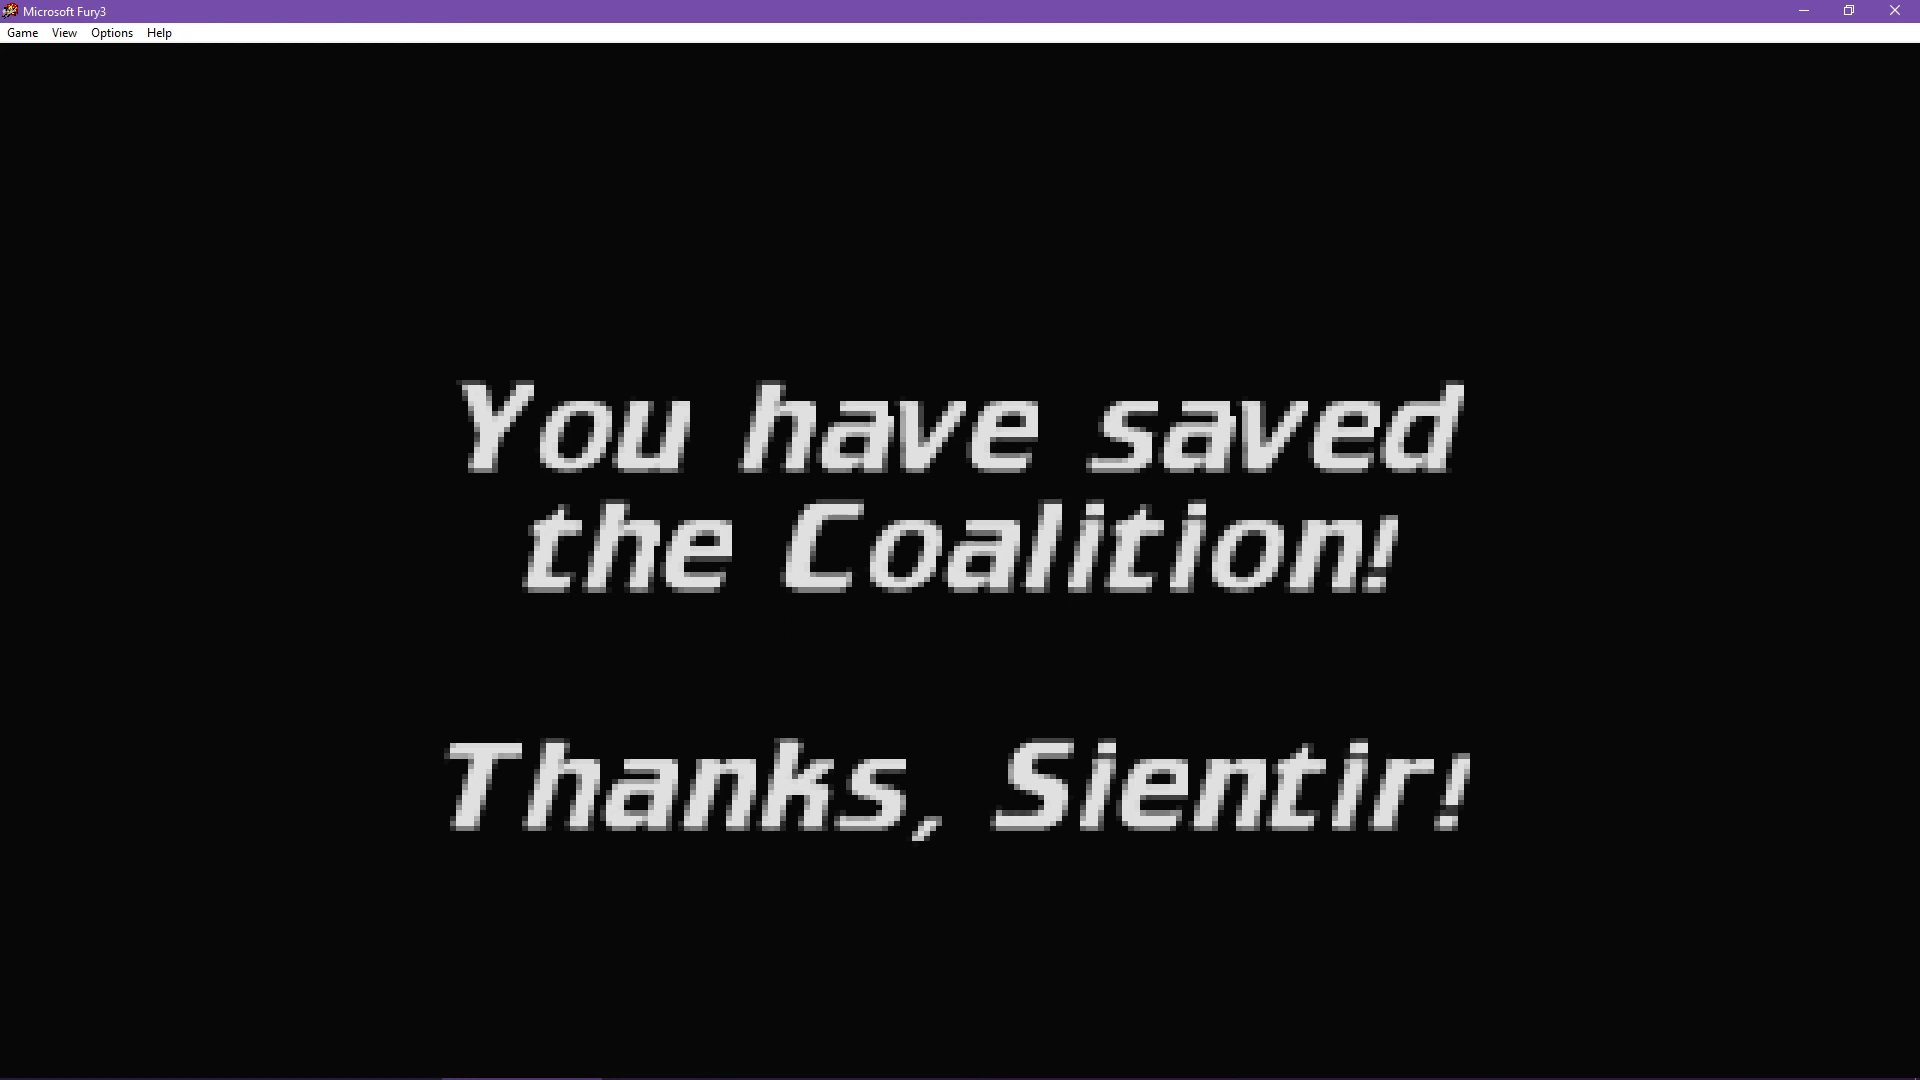 Microsoft Fury3
Game View Options Help
You have saved
the Coalition!
Thanks, Sientir!